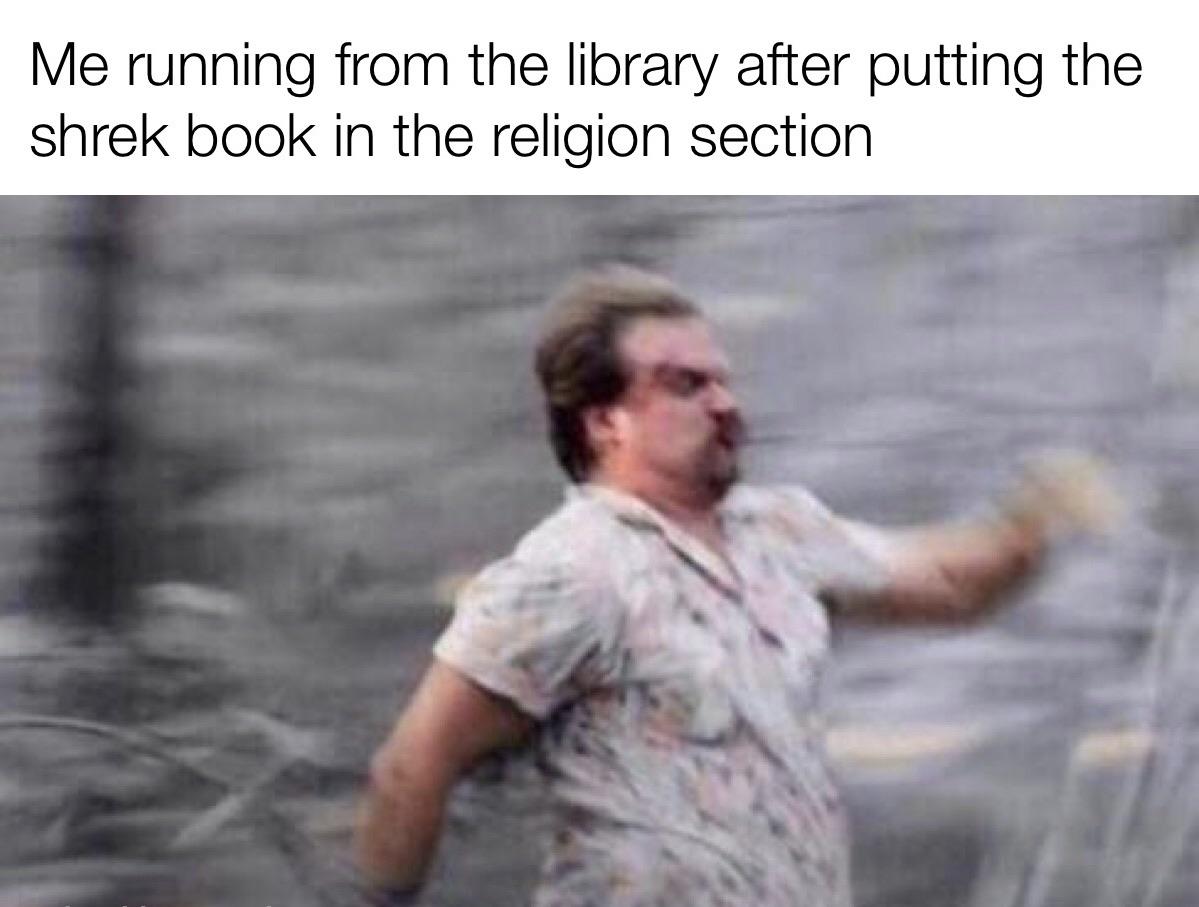 Me running from the library after putting the
shrek book in the religion section